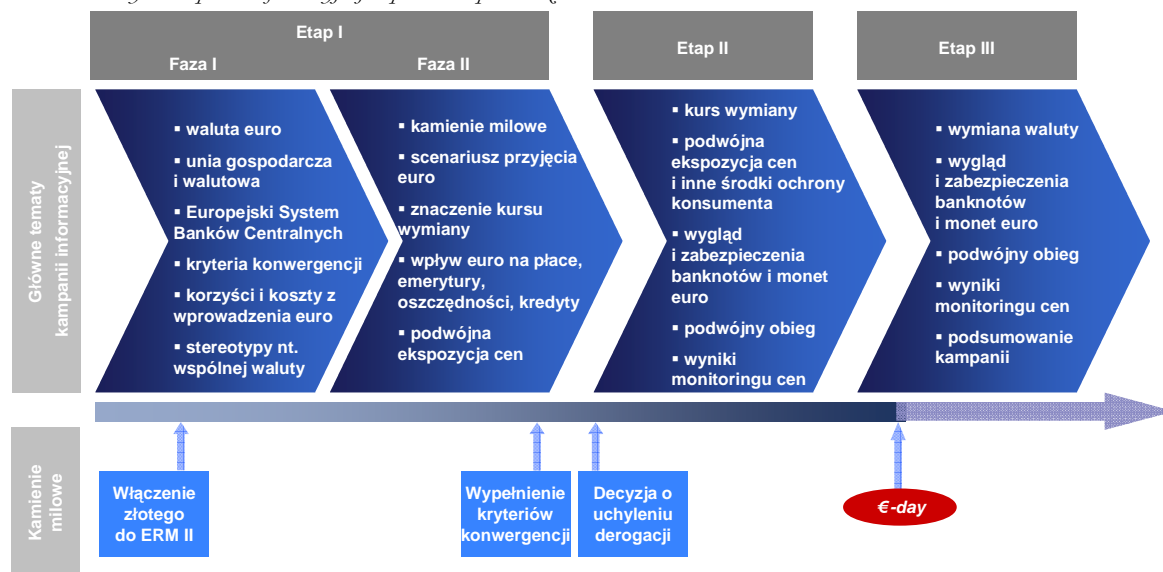 Etap I
Faza I
Faza II
Etap II
Etap III
Główne tematy
kampanii informacyjnej
▪ waluta euro
▪ unia gospodarcza
i walutowa
▪ Europejski System
Banków Centralnych
▪ kryteria konwergencji
▪ korzyści i koszty z
wprowadzenia euro
▪ stereotypy nt.
wspólnej waluty
▪ kamienie milowe
▪ scenariusz przyjęcia
euro
▪ znaczenie kursu
wymiany
▪ wpływ euro na płace,
emerytury,
oszczędności, kredyty
▪ podwójna
ekspozycja cen
▪ kurs wymiany
▪ podwójna
ekspozycja cen
i inne środki ochrony
konsumenta
▪ wygląd
i zabezpieczenia
banknotów i monet
euro
▪ podwójny obieg
▪ wyniki
monitoringu cen
▪ wymiana waluty
▪ wygląd
i zabezpieczenia
banknotów
i monet euro
▪ podwójny obieg
▪ wyniki
monitoringu cen
▪ podsumowanie
kampanii
Kamienie
milowe
Włączenie
złotego
do ERM II
Wypełnienie
kryteriów
konwergencji
Decyzja o
uchyleniu
derogacji
€-day